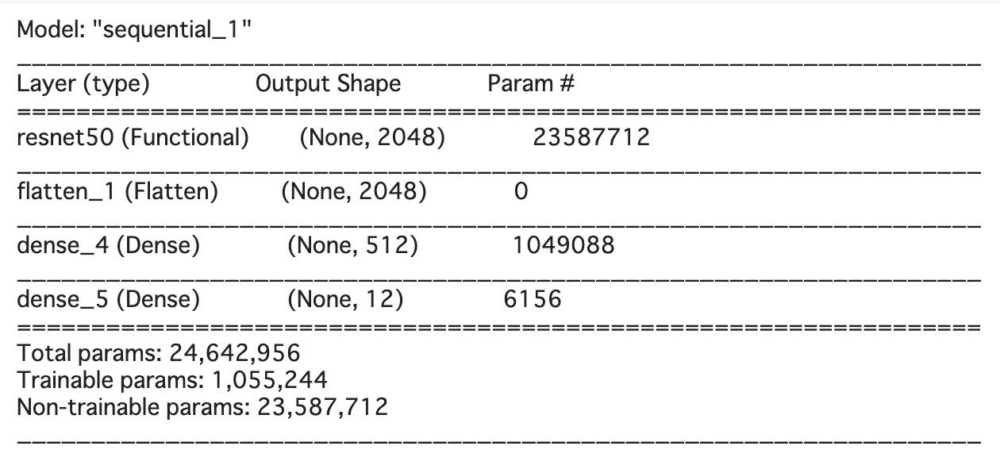 Model: "sequential_1"
_________________________________________________________________
Layer (type) Output Shape Param #
=================================================================
resnet50 (Functional) (None, 2048) 23587712
_________________________________________________________________
flatten_1 (Flatten) (None, 2048) 0
_________________________________________________________________
dense_4 (Dense) (None, 512) 1049088
_________________________________________________________________
dense_5 (Dense) (None, 12) 6156
=================================================================
Total params: 24,642,956
Trainable params: 1,055,244
Non-trainable params: 23,587,712
_________________________________________________________________